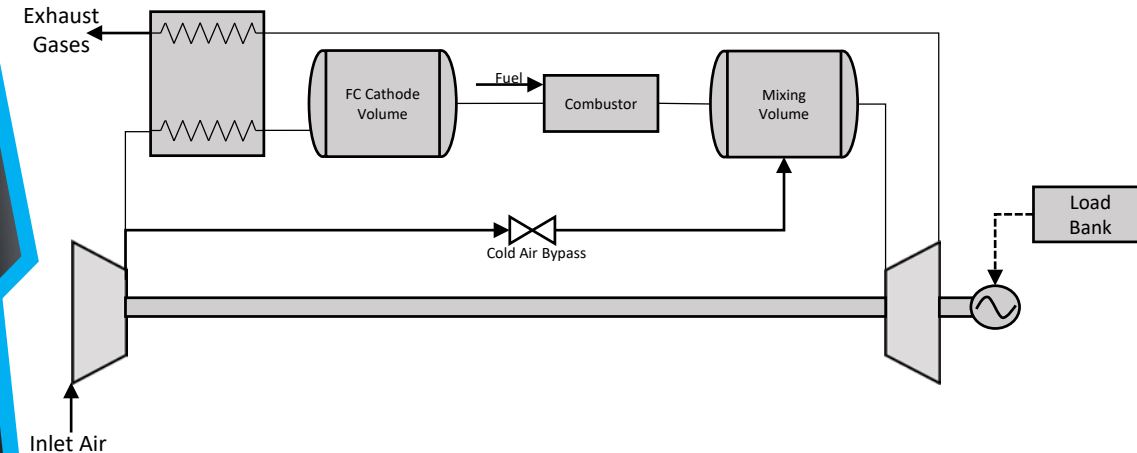 Exhaust
Gases
FC Cathode
Volume
Fuel
Combustor
Mixing
Volume
Cold Air Bypass
Load
Bank
Inlet Air